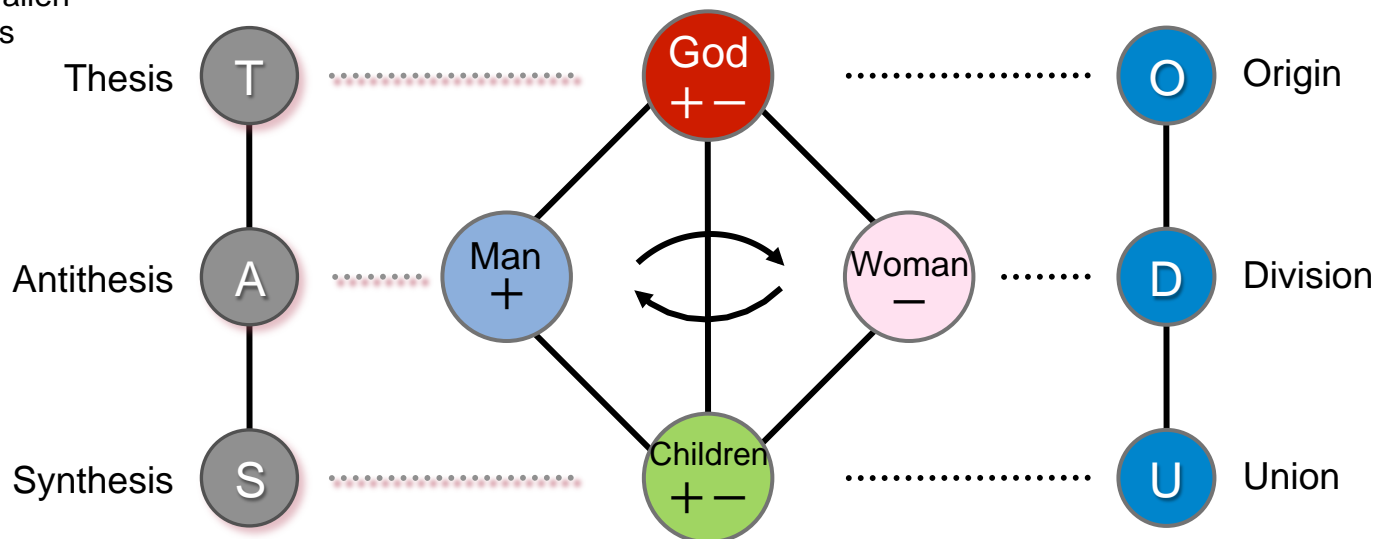 God
+ −
Thesis T
O Origin
Man
+
Woman
−
Antithesis A
D Division
Children
+ −
Synthesis S
U Union